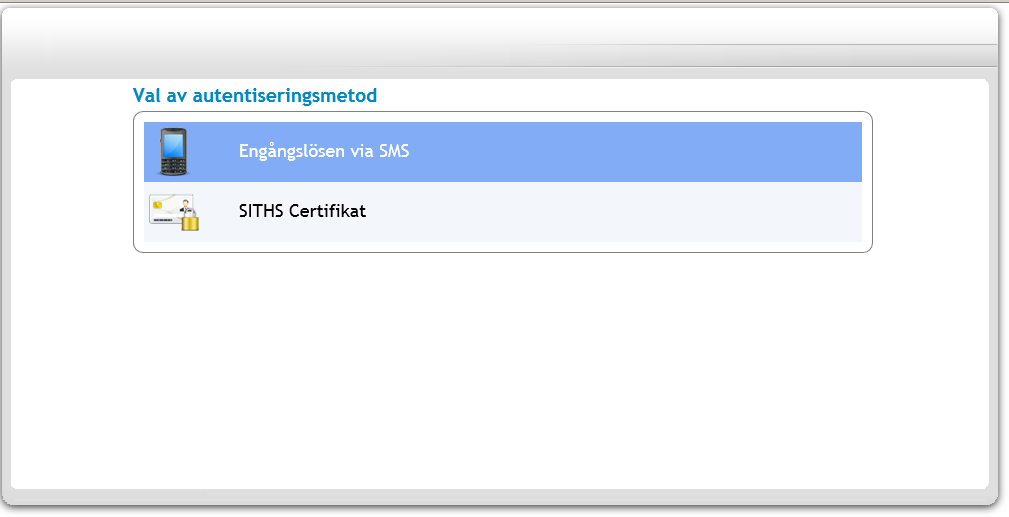 Val av autentiseringsmetod
Engångslösen via SMS
SITHS Certifikat